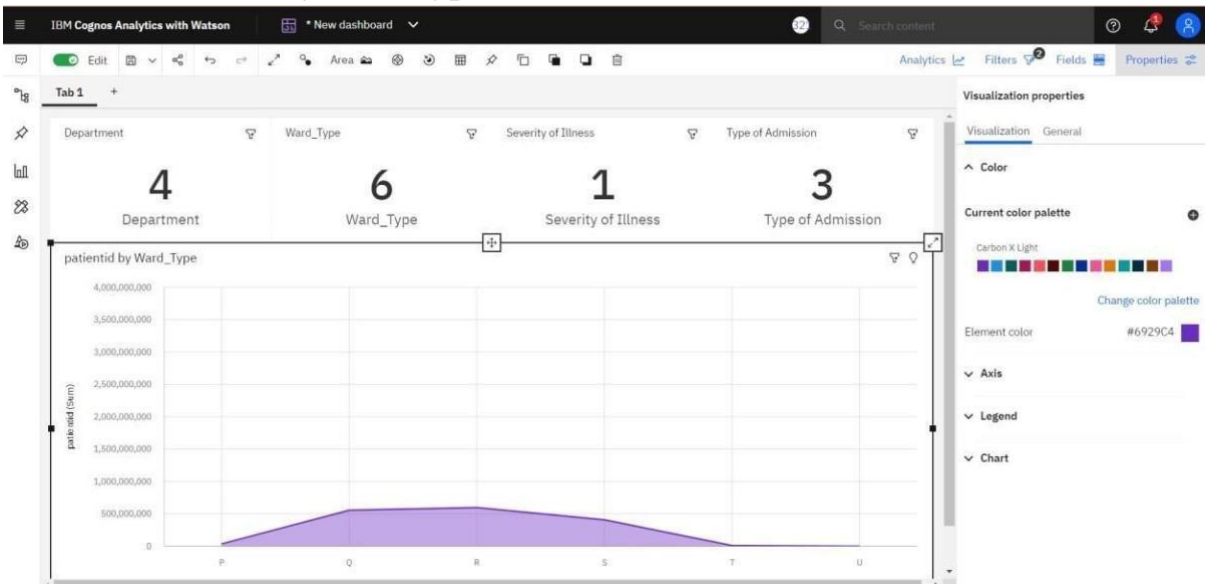 IBM Cognos Analytics with Watson
* New dashboard
32
Search content
1
Edit
Area
Analytics
Filters
2
Fields
Properties
Tab 1
+
Visualization properties
Visualization
General
Color
Current color palette
Carbon X Light
Change color palette
Element color
#6929C4
Axis
Legend
Chart
Department
4
Department
Ward_Type
6
Ward_Type
Severity of Illness
1
Severity of Illness
Type of Admission
3
Type of Admission
patientid by Ward_Type
patientid (Sum)
4,000,000,000
3,500,000,000
3,000,000,000
2,500,000,000
2,000,000,000
1,500,000,000
1,000,000,000
500,000,000
0
P Q R S T U